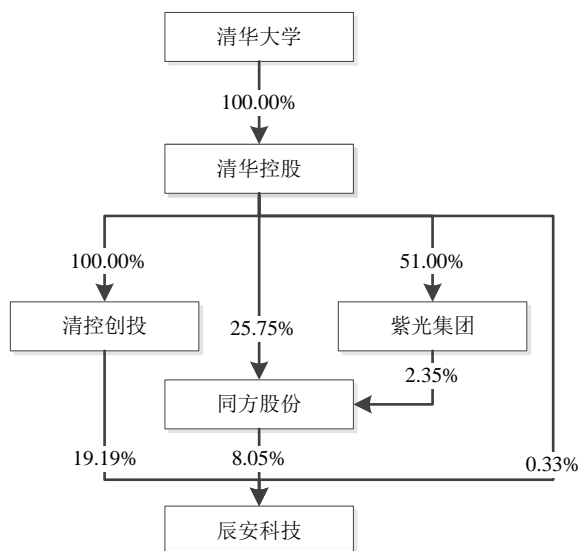 清华大学
100.00%
清华控股
100.00%
51.00%
清控创投
25.75%
紫光集团
2.35%
同方股份
19.19%
8.05%
0.33%
辰安科技